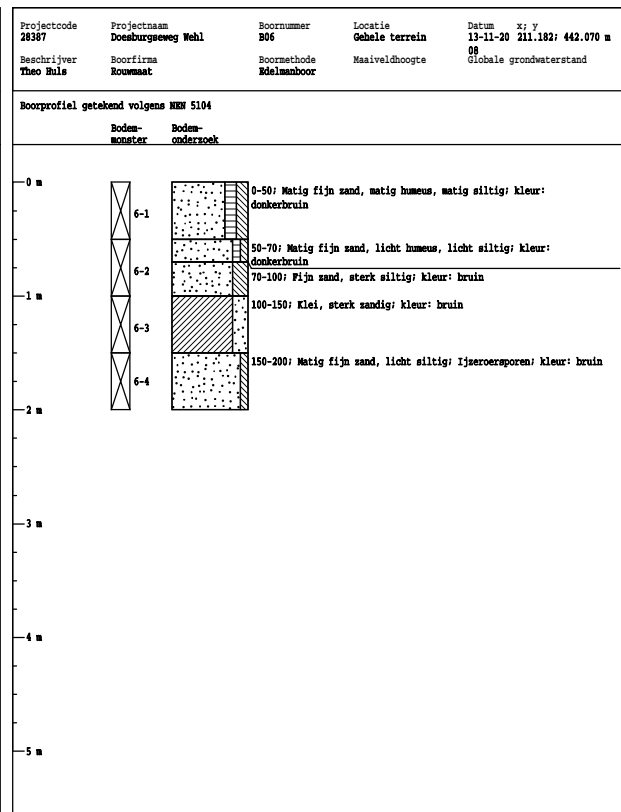 Projectcode Projectnaam Boornummer Locatie Datum x; y
28387 Doesburgseweg Wehl B06 Gehele terrein 13-11-20 211.182; 442.070 m
08
Beschrijver Boorfirma Boormethode Maaiveldhoogte Globale grondwaterstand
Theo Huls Rouwmaat Edelmanboor
Boorprofiel getekend volgens NEN 5104
Bodem- Bodem-
monster onderzoek
0 m
0-50; Matig fijn zand, matig humeus, matig siltig; kleur:
donkerbruin
6-1
50-70; Matig fijn zand, licht humeus, licht siltig; kleur:
donkerbruin
6-2
70-100; Fijn zand, sterk siltig; kleur: bruin
1 m
100-150; Klei, sterk zandig; kleur: bruin
6-3
150-200; Matig fijn zand, licht siltig; Ijzeroersporen; kleur: bruin
6-4
2 m
3 m
4 m
5 m